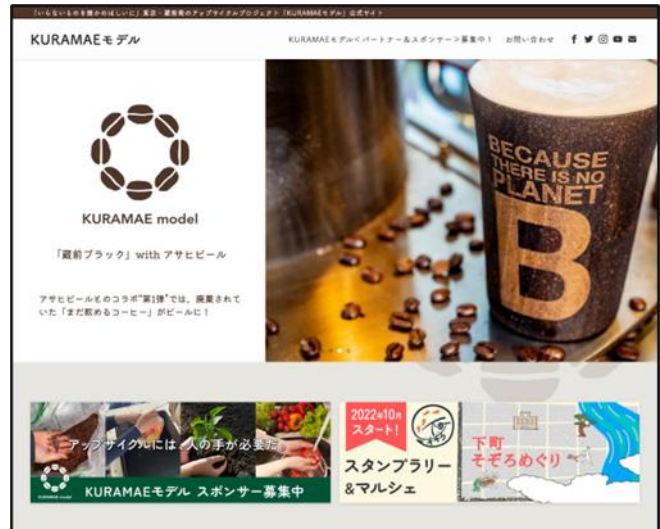 「いらないものを誰かのほしいに」東京・蔵前発のアップサイクルプロジェクト「KURAMAEモデル」公式サイト
KURAMAEモデル
KURAMAEモデル<パートナー&スポンサー>募集中!
お問い合わせ
KURAMAE model
「蔵前ブラック」with アサヒビール
アサヒビールとのコラボ"第1弾"では、廃棄されて
いた「まだ飲めるコーヒー」がビールに!
BECAUSE
THERE IS NO
PLANET
B
アップサイクルには、人の手が必要だ
KURAMAE model
KURAMAEモデル スポンサー募集中
2022年10月
スタート!
スタンプラリー
&マルシェ
下町
そぞろめぐり